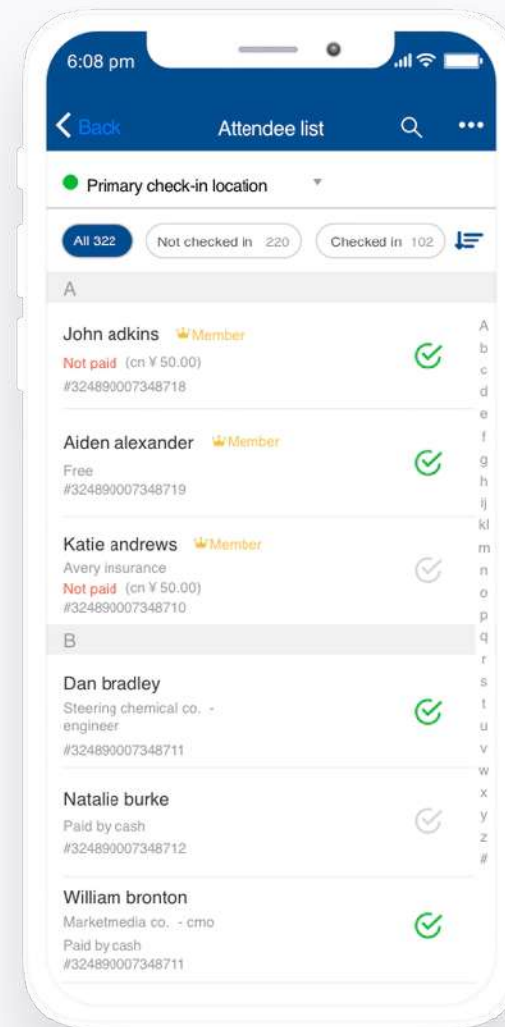 6:08 pm
Back
Attendee list
Primary check-in location
All 322
Not checked in 220
Checked in 102
A
John adkins Member
Not paid (cn ¥ 50.00)
#324890007348718
Aiden alexander Member
Free
#324890007348719
Katie andrews Member
Avery insurance
Not paid (cn ¥ 50.00)
#324890007348710
B
Dan bradley
Steering chemical co. -
engineer
#324890007348711
Natalie burke
Paid by cash
#324890007348712
William bronton
Marketmedia co. - cmo
Paid by cash
#324890007348711
A
b
c
d
e
f
g
h
ij
kl
m
n
o
p
q
r
s
t
u
v
w
x
y
z
#